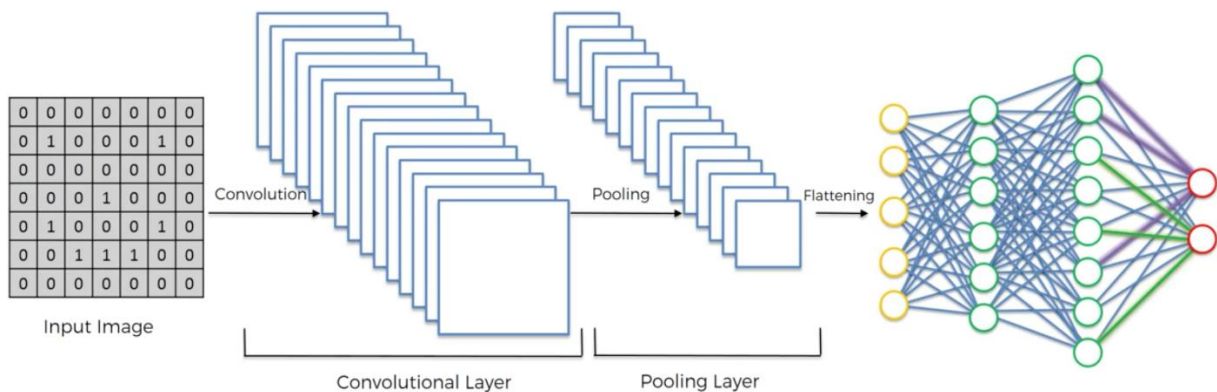 0 0 0 0 0 0 0
0 1 0 0 0 1 0
0 0 0 0 0 0 0
0 0 0 1 0 0 0
0 1 0 0 0 1 0
0 0 1 1 1 0 0
0 0 0 0 0 0 0
Input Image
Convolution
Convolutional Layer
Pooling
Pooling Layer
Flattening